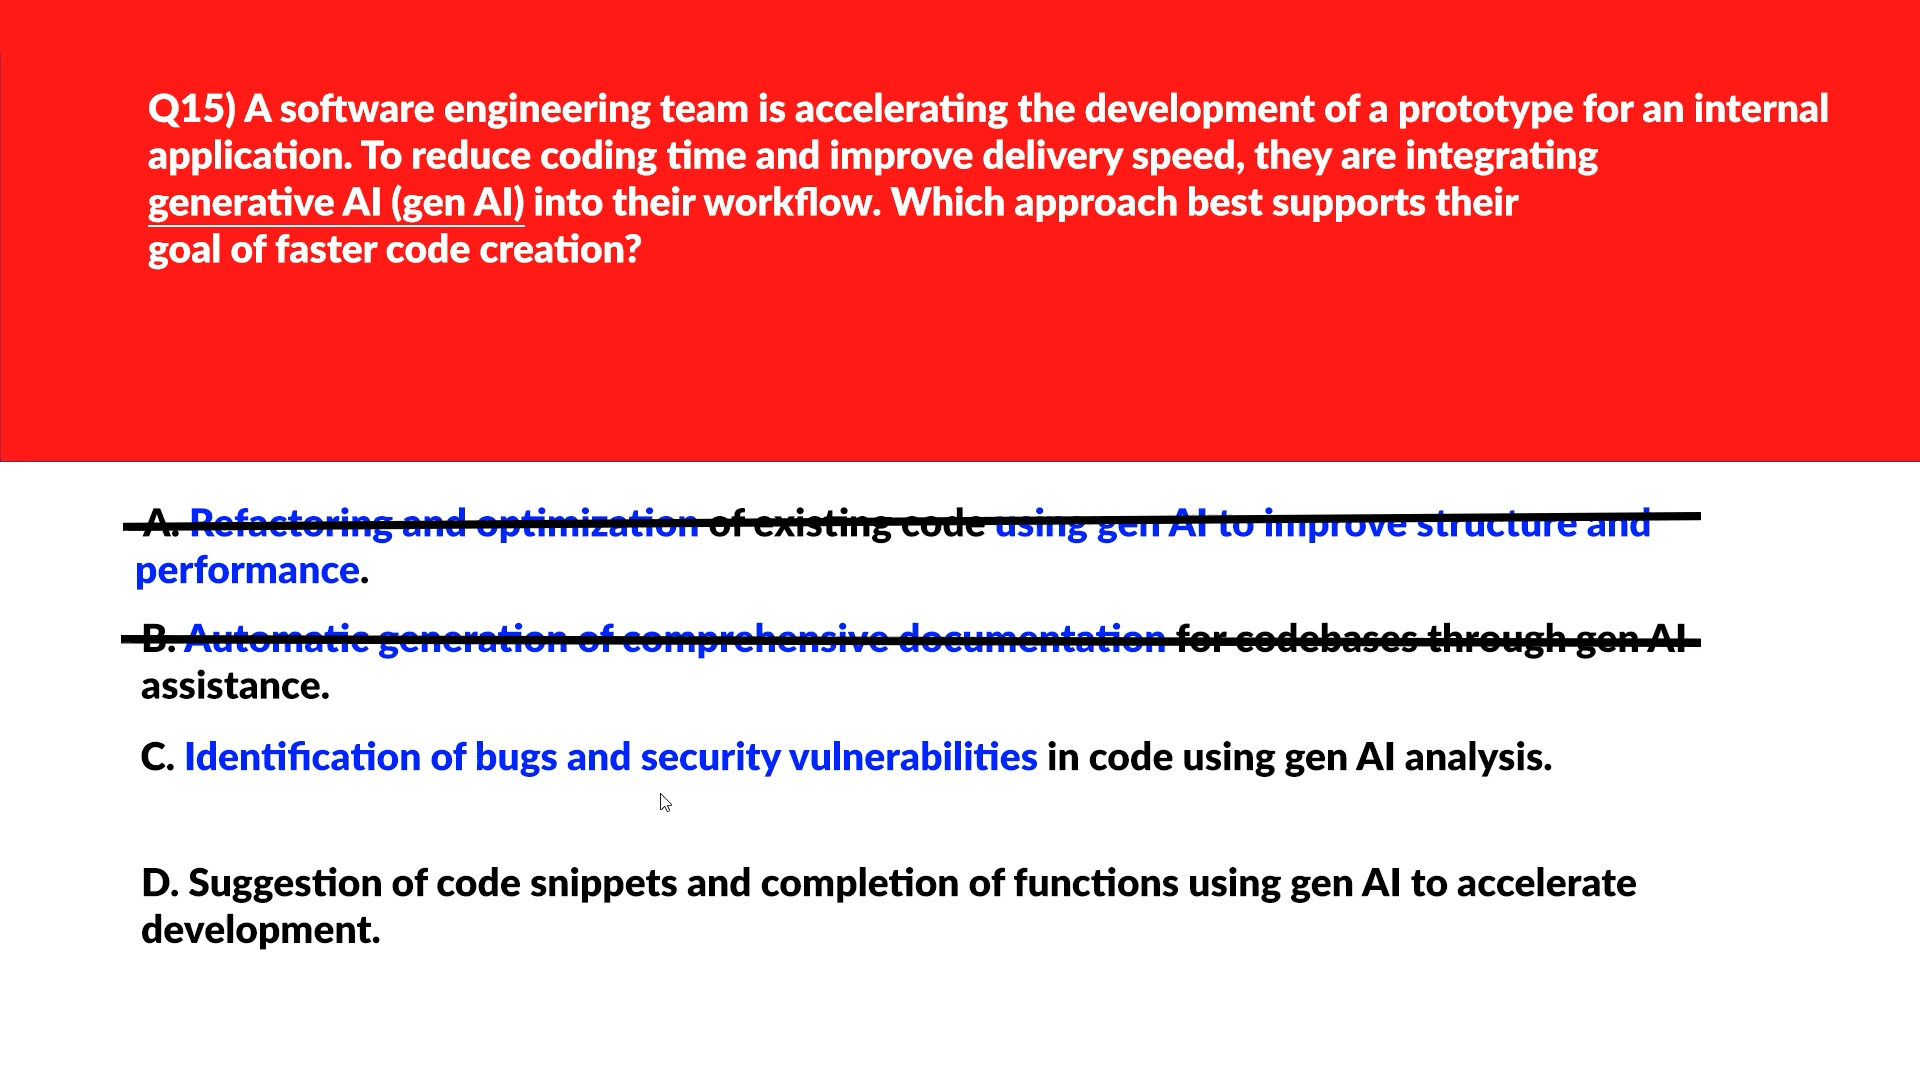 Q15) A software engineering team is accelerating the development of a prototype for an internal
application. To reduce coding time and improve delivery speed, they are integrating
generative AI (gen AI) into their workflow. Which approach best supports their
goal of faster code creation?
A. Refactoring and optimization of existing code using gen AI to improve structure and
performance.
B. Automatic generation of comprehensive documentation for codebases through gen AI
assistance.
C. Identification of bugs and security vulnerabilities in code using gen AI analysis.
D. Suggestion of code snippets and completion of functions using gen AI to accelerate
development.